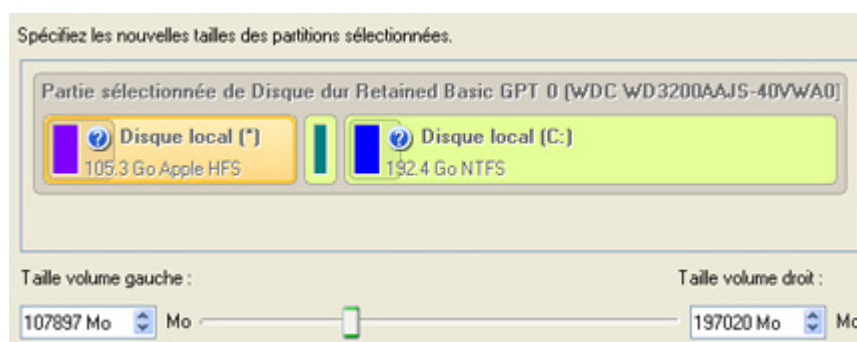 Spécifiez les nouvelles tailles des partitions sélectionnées.
Partie sélectionnée de Disque dur Retained Basic GPT 0 [WDC WD3200AAJS-40VWA0]
? Disque local (*)
105.3 Go Apple HFS
? Disque local (C:)
192.4 Go NTFS
Taille volume gauche : Taille volume droit :
107897 Mo Mo 197020 Mo Mo